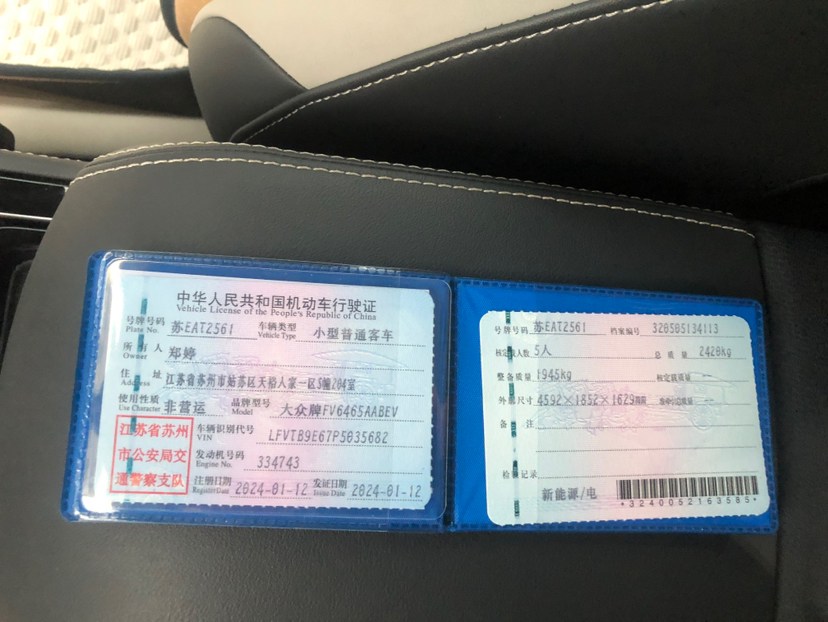 中华人民共和国机动车行驶证
Vehicle License of the People's Republic of China
号牌号码 苏EAT2561 车辆类型 小型普通客车
Plate No. Vehicle Type
所有人 郑婷
Owner
住址 江苏省苏州市姑苏区天裕人家一区5幢704室
Address
使用性质 非营运 品牌型号 大众牌FV6465AABEV
Use Character Model
江苏省苏州
市公安局交
通警察支队
车辆识别代号 LFVTB9E67P5035682
VIN
发动机号码 334743
Engine No.
注册日期 2024-01-12 发证日期 2024-01-12
Register Date Issue Date
号牌号码 苏EAT2561 档案编号 320505134113
核定载人数 5人 总质量 2420kg
整备质量 1945kg 核定载质量 --
外廓尺寸 4592×1852×1629 --
备注
检验记录
新能源/电
*3240052163585*